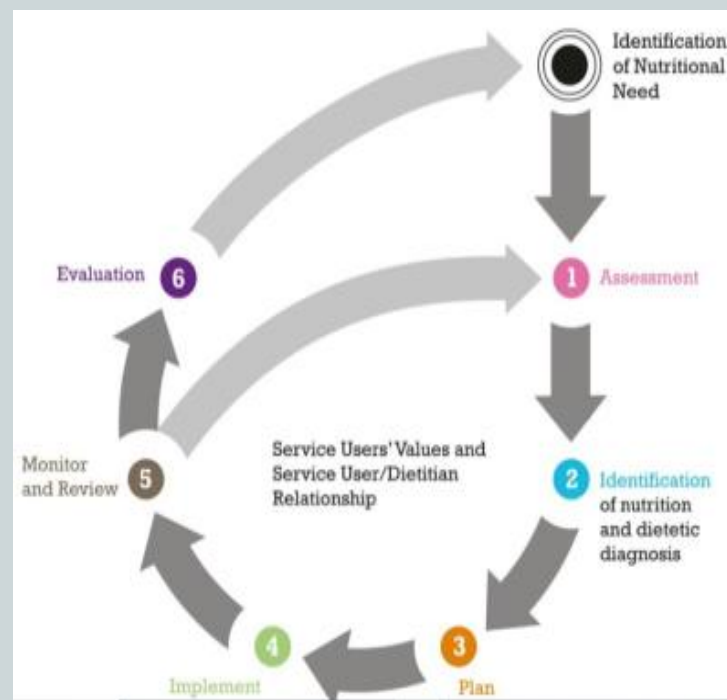 Identification
of Nutritional
Need
1
Assessment
2
Identification
of nutrition
and dietetic
diagnosis
3
Plan
4
Implement
5
Monitor
and Review
6
Evaluation
Service Users' Values and
Service User/Dietitian
Relationship